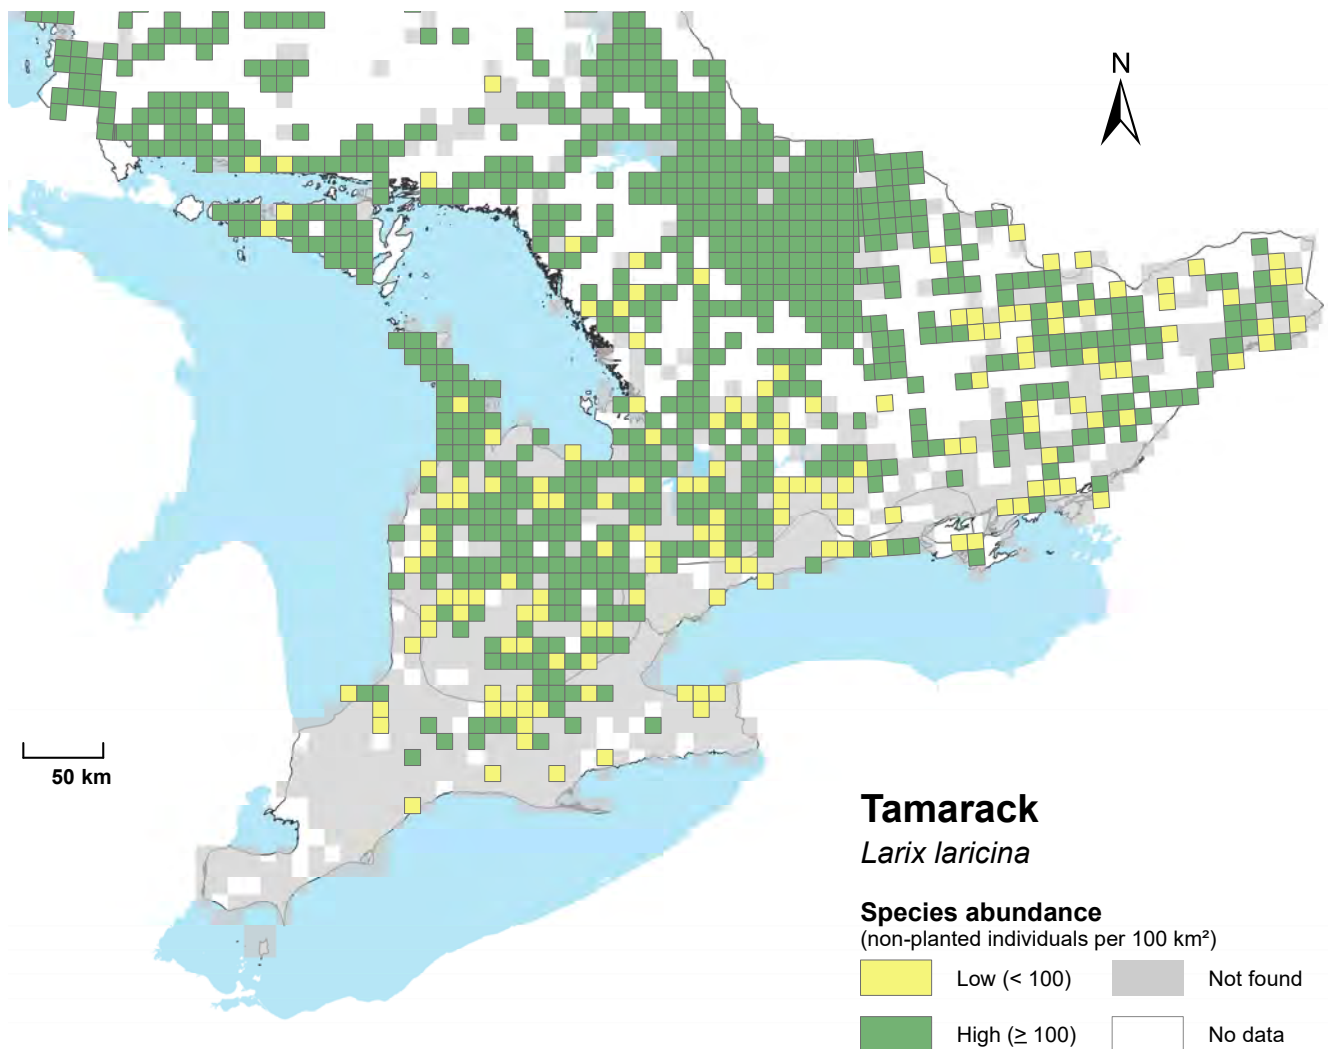 N
50 km
Tamarack
Larix laricina
Species abundance
(non-planted individuals per 100 km²)
Low (< 100)
Not found
High (≥ 100)
No data